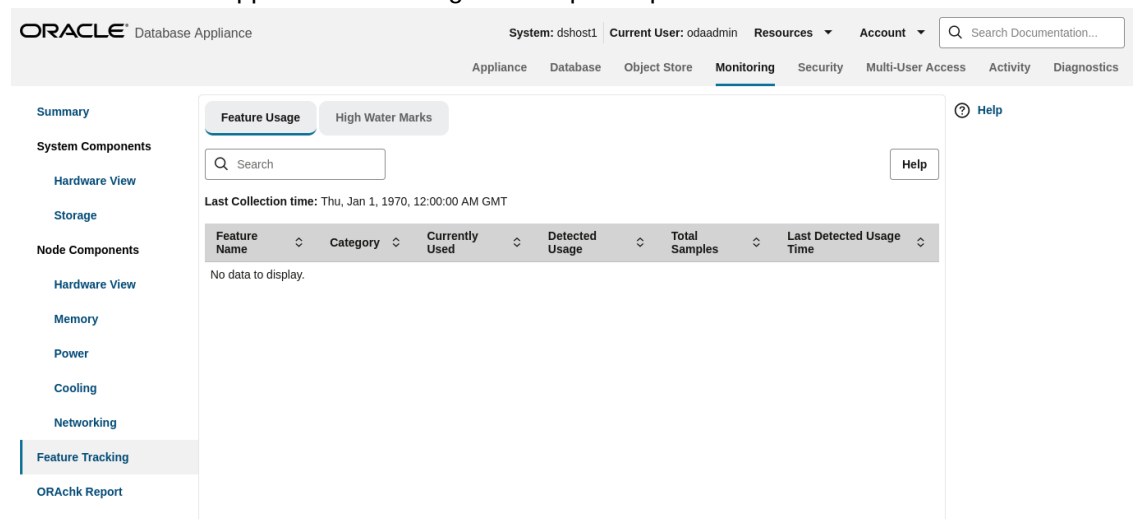 ORACLE Database Appliance
System: dshost1 Current User: odaadmin Resources Account Search Documentation...
Appliance Database Object Store Monitoring Security Multi-User Access Activity Diagnostics
Summary
System Components
Hardware View
Storage
Node Components
Hardware View
Memory
Power
Cooling
Networking
Feature Tracking
ORAchk Report
Feature Usage High Water Marks
Search
Help
Last Collection time: Thu, Jan 1, 1970, 12:00:00 AM GMT
Feature Name Category Currently Used Detected Usage Total Samples Last Detected Usage Time
No data to display.
Help